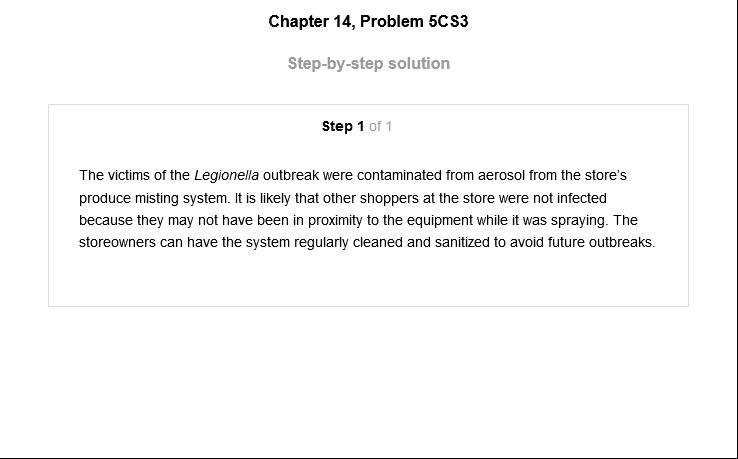 Chapter 14, Problem 5CS3
Step-by-step solution
Step 1 of 1
The victims of the Legionella outbreak were contaminated from aerosol from the store's
produce misting system. It is likely that other shoppers at the store were not infected
because they may not have been in proximity to the equipment while it was spraying. The
storeowners can have the system regularly cleaned and sanitized to avoid future outbreaks.